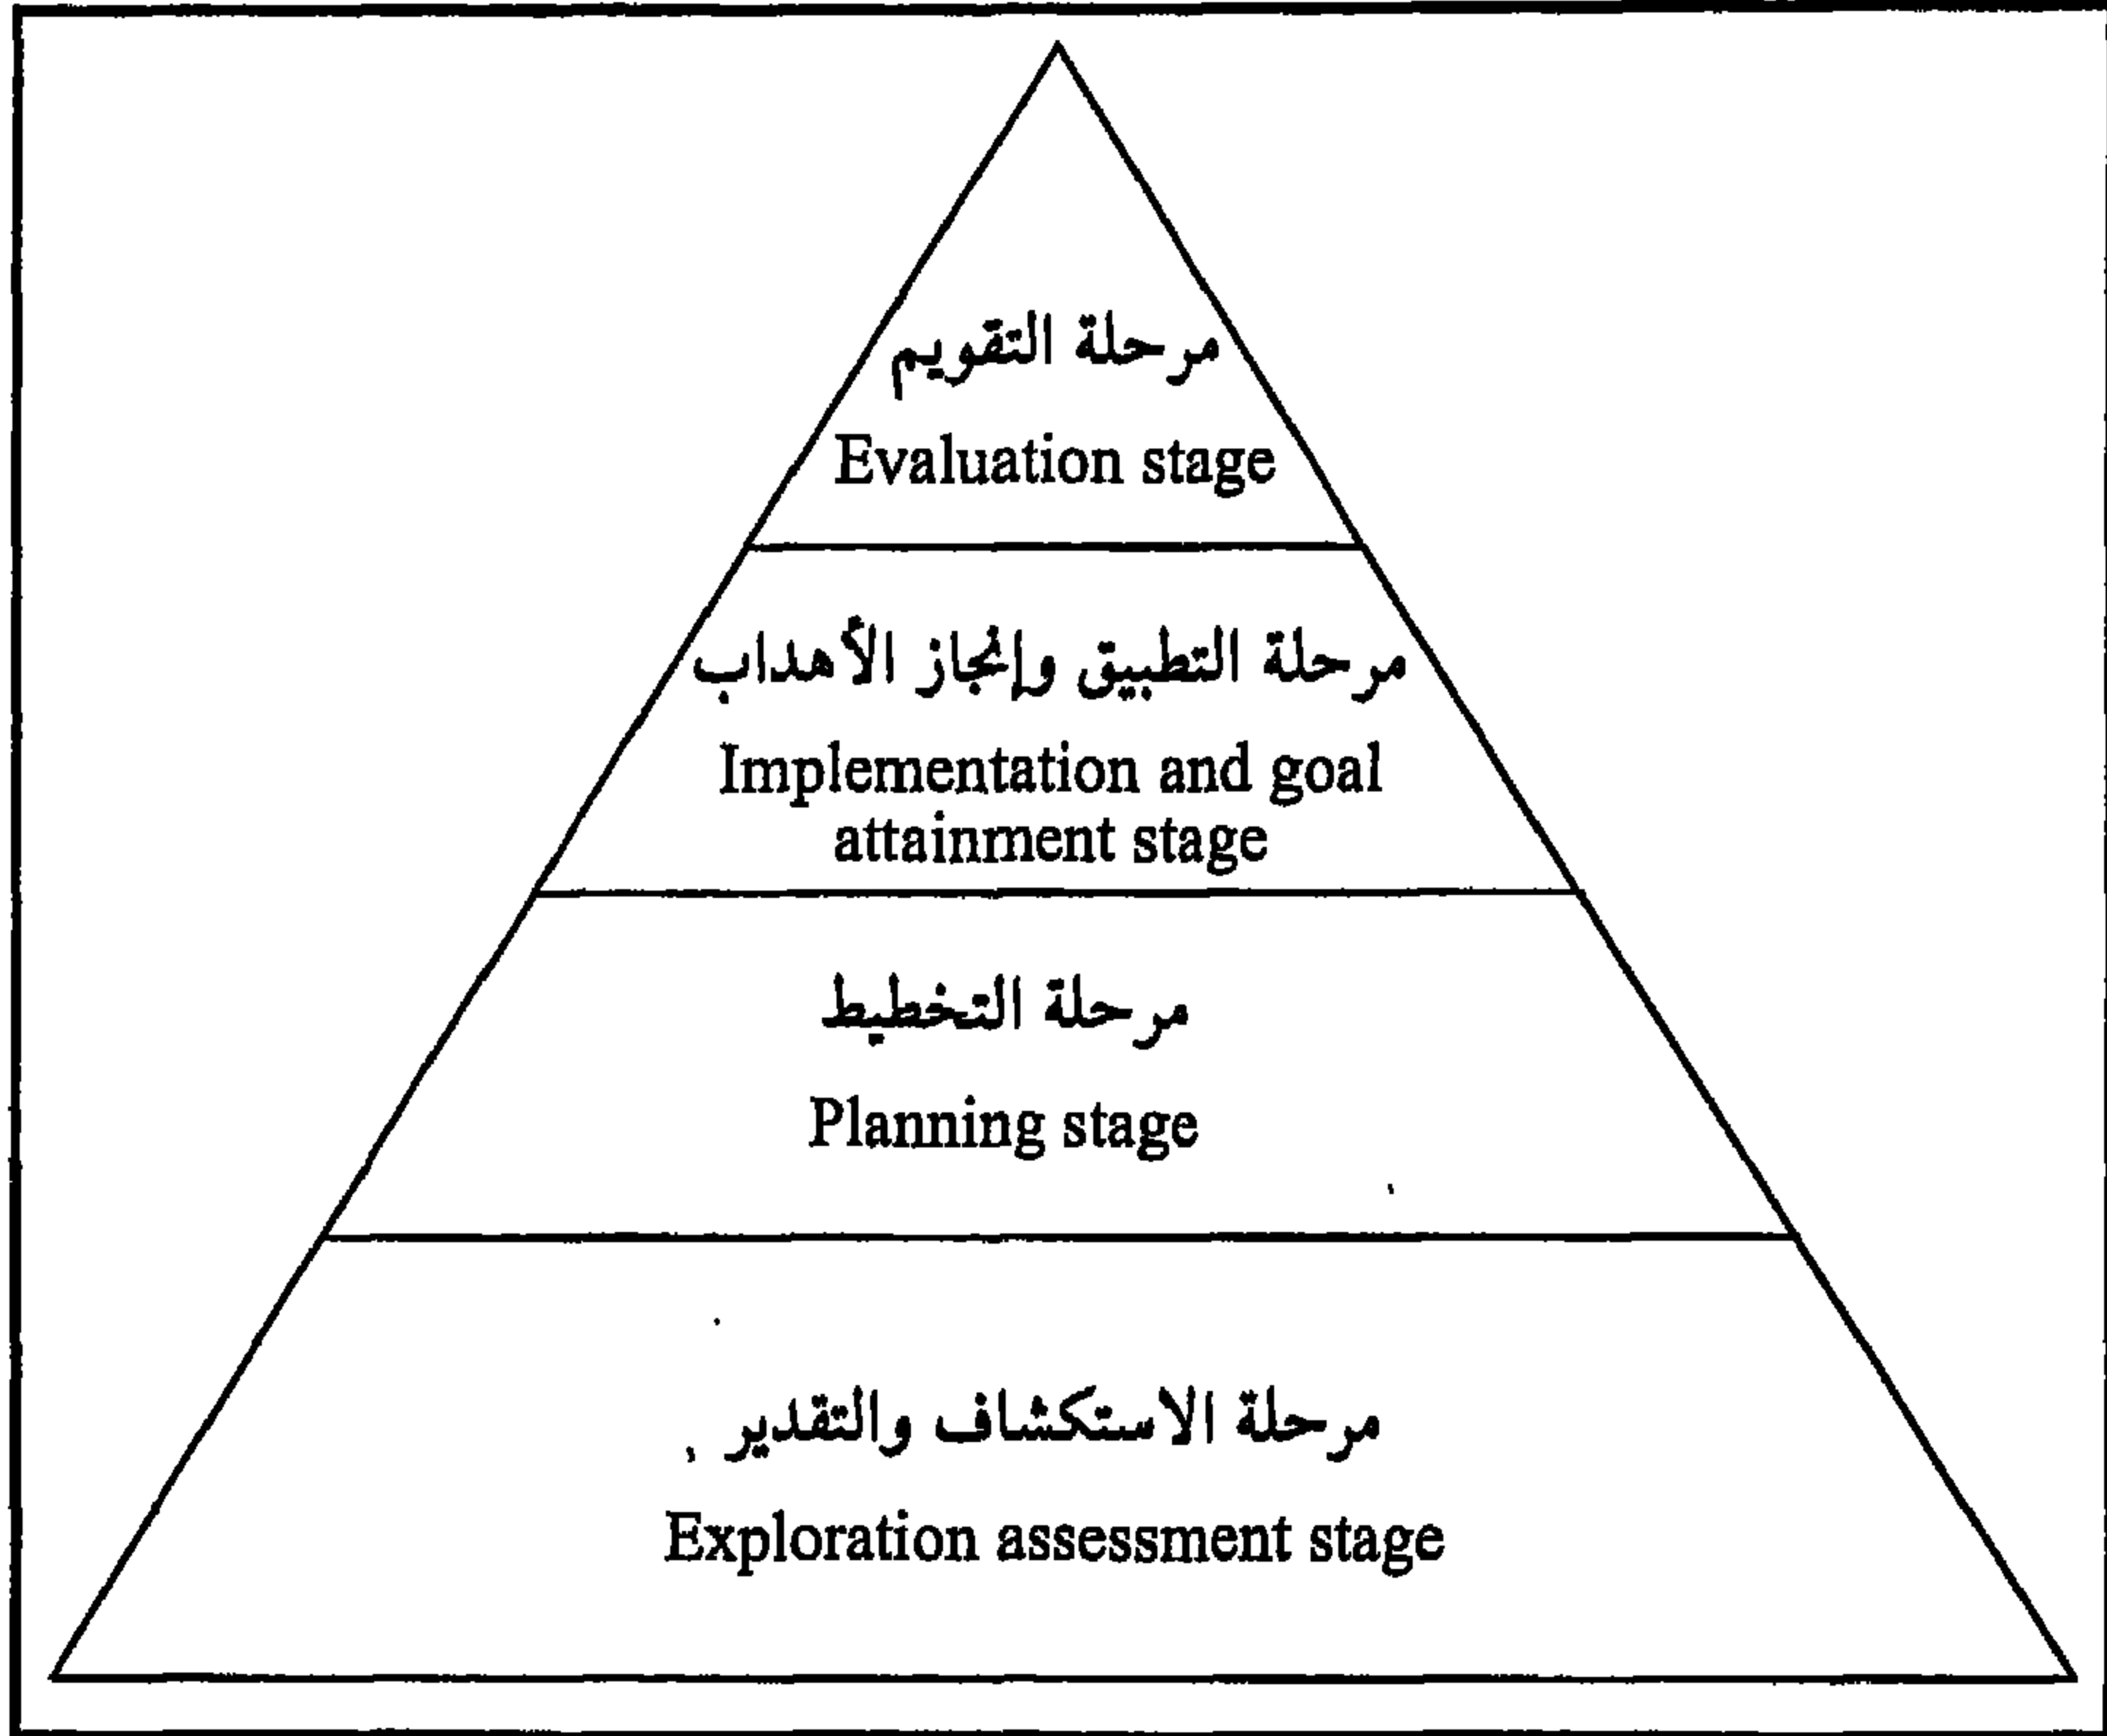 مرحلة التقويم
Evaluation stage
مرحلة التطبيق وإنجاز الأهداب
Implementation and goal
attainment stage
مرحلة التخطيط
Planning stage
مرحلة الاستكشاف والتقدير
Exploration assessment stage